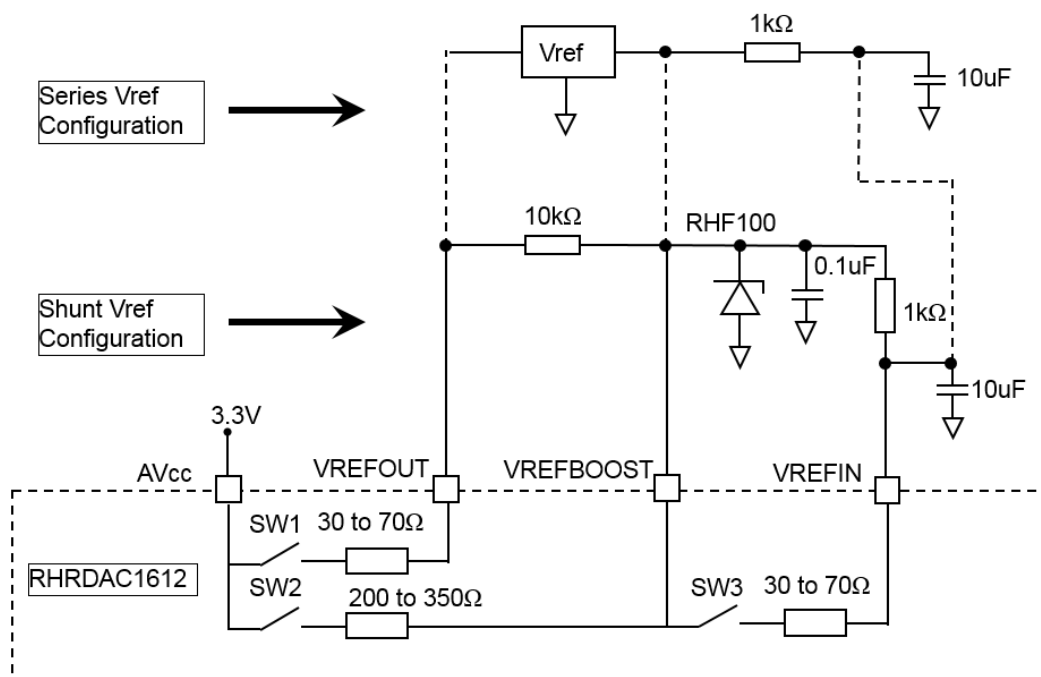 Vref
1kΩ
10uF
Series Vref
Configuration
10kΩ
RHF100
0.1uF
1kΩ
10uF
Shunt Vref
Configuration
3.3V
AVcc
VREFOUT
VREFBOOST
VREFIN
SW1
30 to 70Ω
RHRDAC1612
SW2
200 to 350Ω
SW3
30 to 70Ω